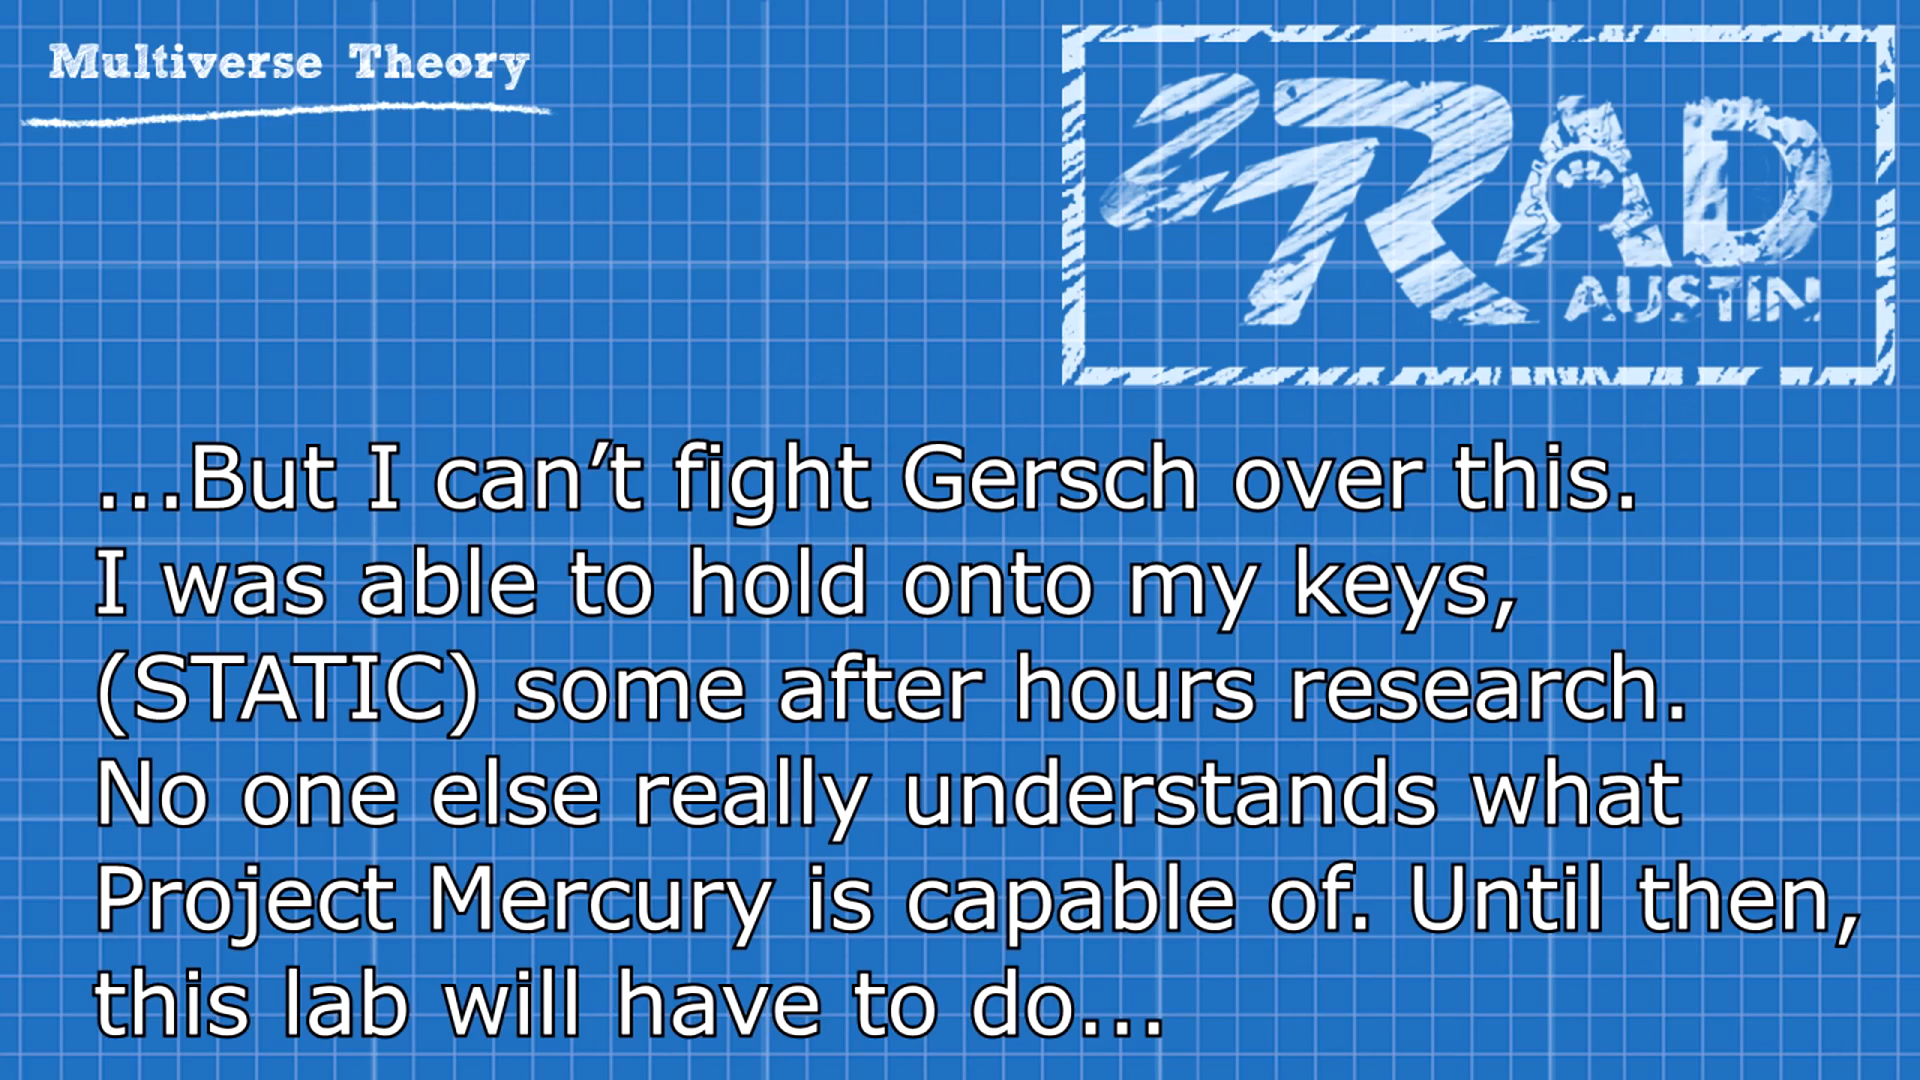 Multiverse Theory
RAD
AUSTIN
...But I can’t fight Gersch over this.
I was able to hold onto my keys,
(STATIC) some after hours research.
No one else really understands what
Project Mercury is capable of. Until then,
this lab will have to do...